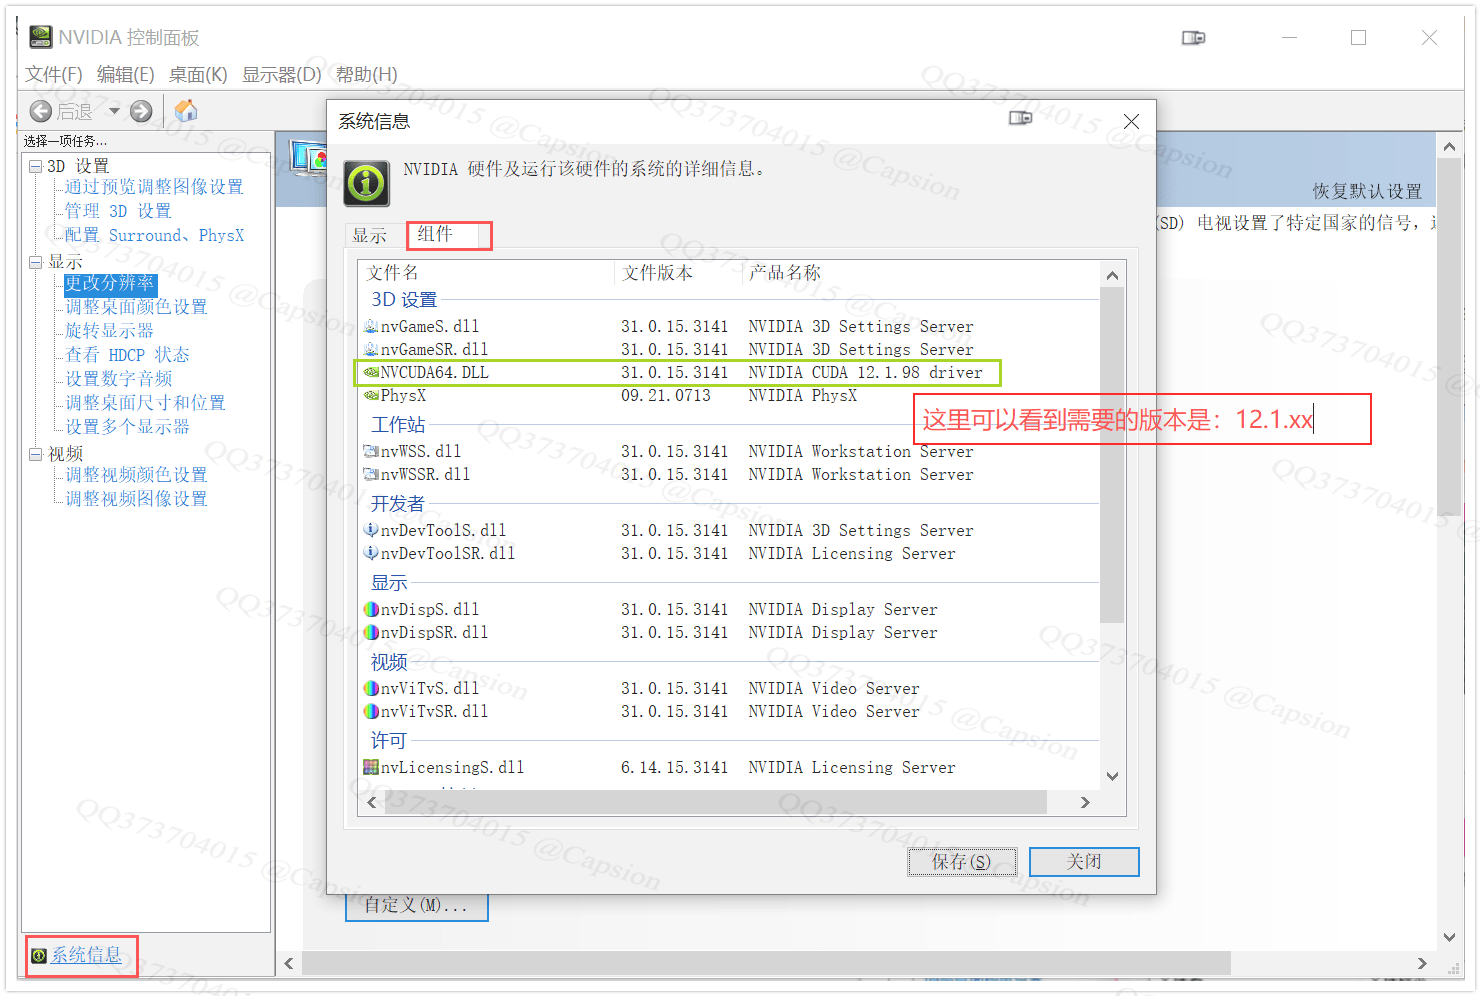 NVIDIA 控制面板
文件(F) 编辑(E) 桌面(K) 显示器(D) 帮助(H)
后退
选择一项任务...
3D 设置
通过预览调整图像设置
管理 3D 设置
配置 Surround、PhysX
显示
更改分辨率
调整桌面颜色设置
旋转显示器
查看 HDCP 状态
设置数字音频
调整桌面尺寸和位置
设置多个显示器
视频
调整视频颜色设置
调整视频图像设置
系统信息
恢复默认设置
(SD) 电视设置了特定国家的信号,
系统信息
NVIDIA 硬件及运行该硬件的系统的详细信息。
显示 组件
文件名 文件版本 产品名称
3D 设置
nvGameS.dll 31.0.15.3141 NVIDIA 3D Settings Server
nvGameSR.dll 31.0.15.3141 NVIDIA 3D Settings Server
NVCUDA64.DLL 31.0.15.3141 NVIDIA CUDA 12.1.98 driver
PhysX 09.21.0713 NVIDIA PhysX
这里可以看到需要的版本是：12.1.xx
工作站
nvWSS.dll 31.0.15.3141 NVIDIA Workstation Server
nvWSSR.dll 31.0.15.3141 NVIDIA Workstation Server
开发者
nvDevToolS.dll 31.0.15.3141 NVIDIA 3D Settings Server
nvDevToolSR.dll 31.0.15.3141 NVIDIA Licensing Server
显示
nvDispS.dll 31.0.15.3141 NVIDIA Display Server
nvDispSR.dll 31.0.15.3141 NVIDIA Display Server
视频
nvViTvS.dll 31.0.15.3141 NVIDIA Video Server
nvViTvSR.dll 31.0.15.3141 NVIDIA Video Server
许可
nvLicensingS.dll 6.14.15.3141 NVIDIA Licensing Server
保存(S) 关闭
自定义(M)...
QQ373704015 @Capsion